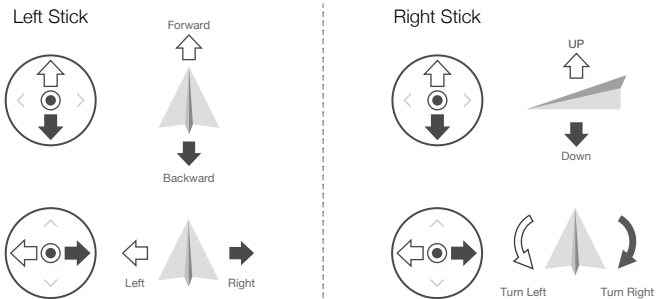 Left Stick
Forward
Backward
Left
Right
Right Stick
UP
Down
Turn Left
Turn Right